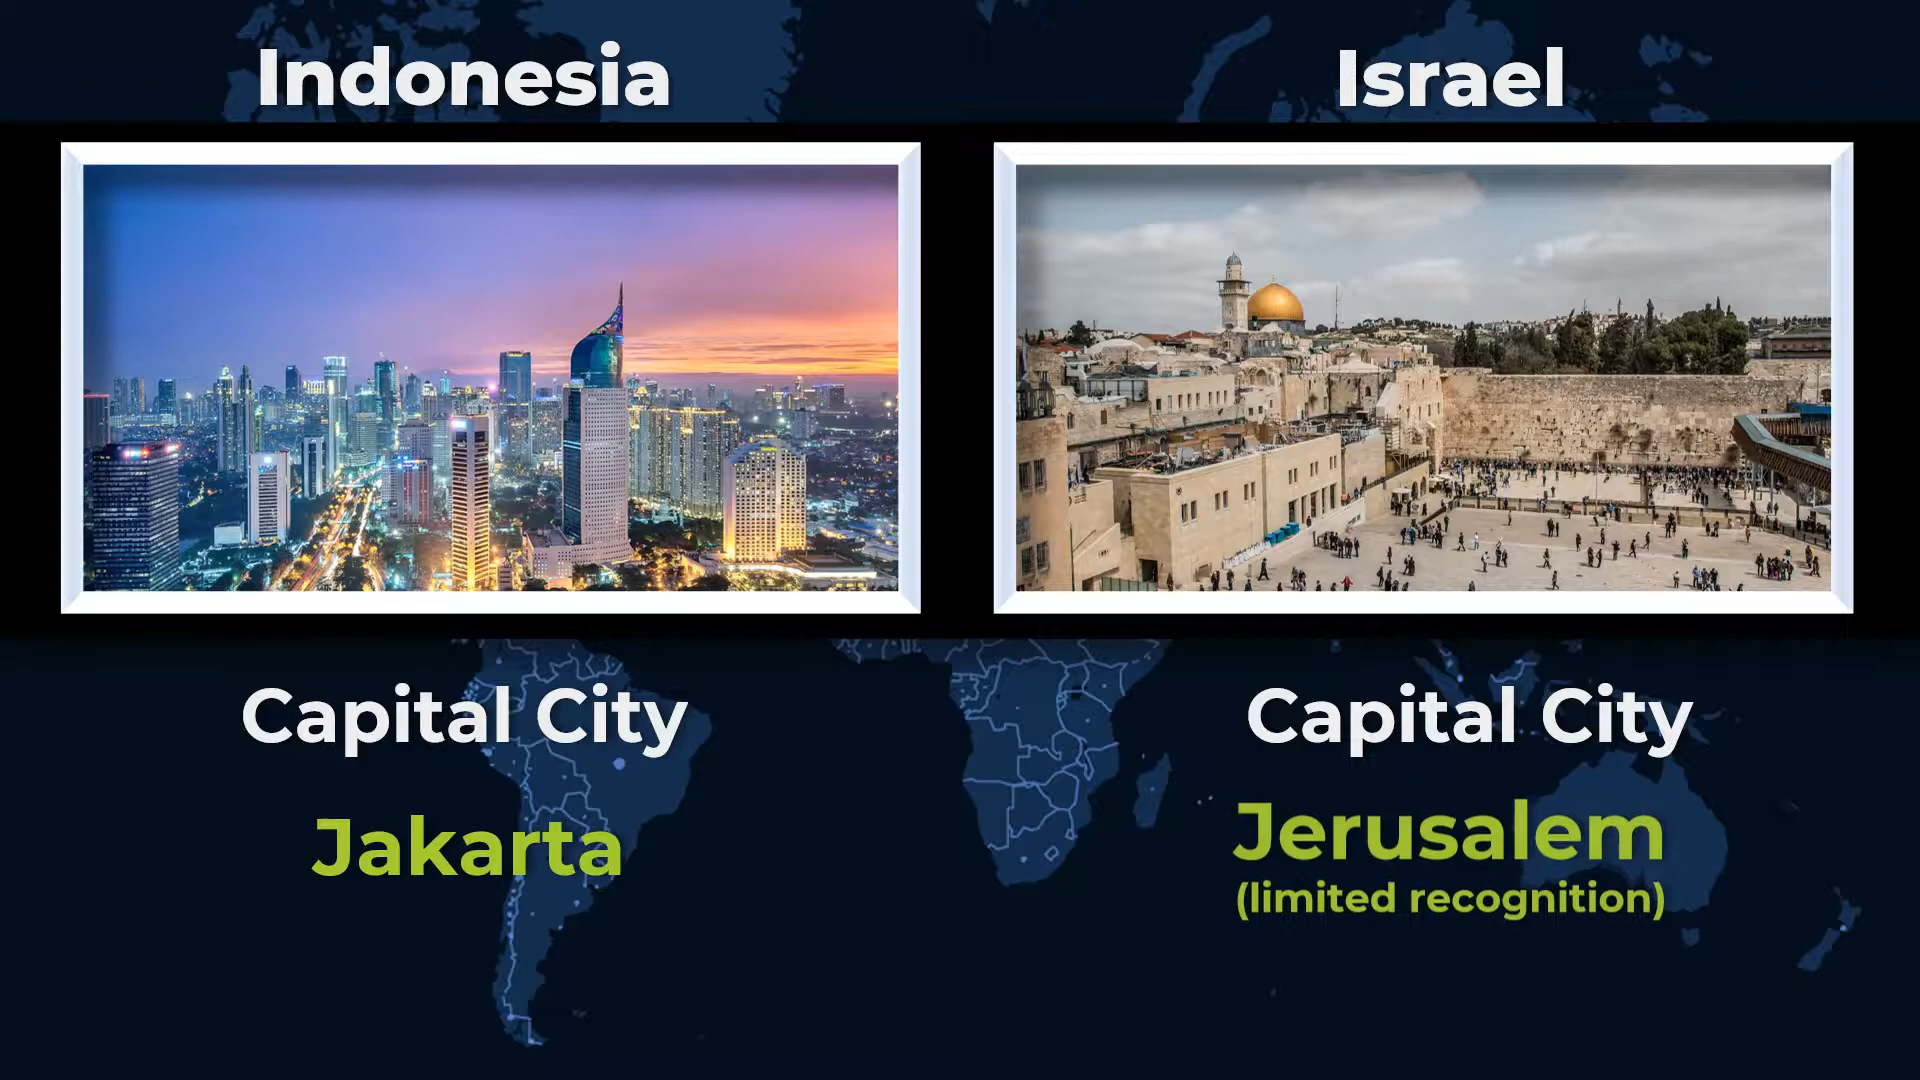 Indonesia
Israel
Capital City
Capital City
Jakarta
Jerusalem
(limited recognition)